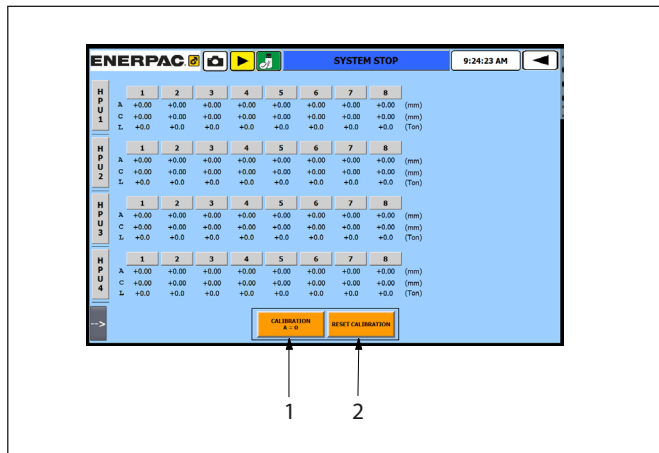 ENERPAC SYSTEM STOP 9:24:23 AM
HPU1
1 2 3 4 5 6 7 8
A +0.00 +0.00 +0.00 +0.00 +0.00 +0.00 +0.00 +0.00 (mm)
C +0.00 +0.00 +0.00 +0.00 +0.00 +0.00 +0.00 +0.00 (mm)
L +0.0 +0.0 +0.0 +0.0 +0.0 +0.0 +0.0 +0.0 (Ton)
HPU2
1 2 3 4 5 6 7 8
A +0.00 +0.00 +0.00 +0.00 +0.00 +0.00 +0.00 +0.00 (mm)
C +0.00 +0.00 +0.00 +0.00 +0.00 +0.00 +0.00 +0.00 (mm)
L +0.0 +0.0 +0.0 +0.0 +0.0 +0.0 +0.0 +0.0 (Ton)
HPU3
1 2 3 4 5 6 7 8
A +0.00 +0.00 +0.00 +0.00 +0.00 +0.00 +0.00 +0.00 (mm)
C +0.00 +0.00 +0.00 +0.00 +0.00 +0.00 +0.00 +0.00 (mm)
L +0.0 +0.0 +0.0 +0.0 +0.0 +0.0 +0.0 +0.0 (Ton)
HPU4
1 2 3 4 5 6 7 8
A +0.00 +0.00 +0.00 +0.00 +0.00 +0.00 +0.00 +0.00 (mm)
C +0.00 +0.00 +0.00 +0.00 +0.00 +0.00 +0.00 +0.00 (mm)
L +0.0 +0.0 +0.0 +0.0 +0.0 +0.0 +0.0 +0.0 (Ton)
-->
CALIBRATION
A = 0
RESET CALIBRATION
1 2